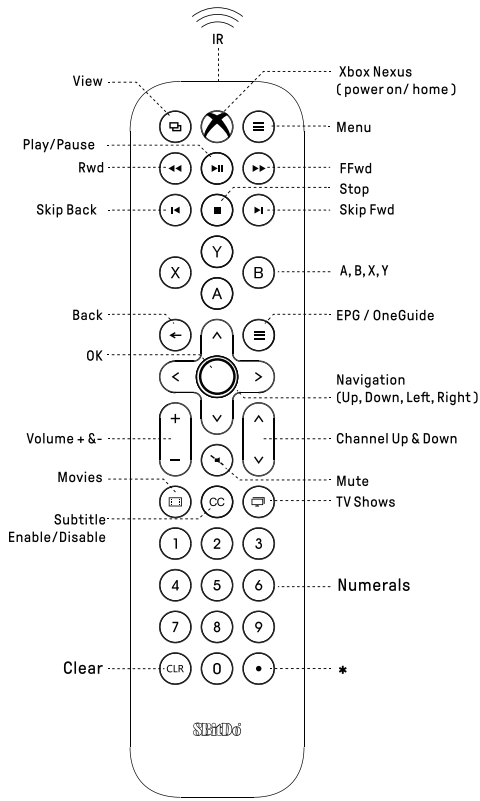 IR
View
Xbox Nexus
( power on/ home )
Menu
Play/Pause
Rwd
FFwd
Stop
Skip Back
Skip Fwd
Y
X
B
A
A, B, X, Y
Back
EPG / OneGuide
OK
Navigation
(Up, Down, Left, Right )
+
Volume + &-
Channel Up & Down
−
Movies
Mute
CC
TV Shows
Subtitle
Enable/Disable
1 2 3
4 5 6
Numerals
7 8 9
Clear
CLR 0 •
*
8BitDo